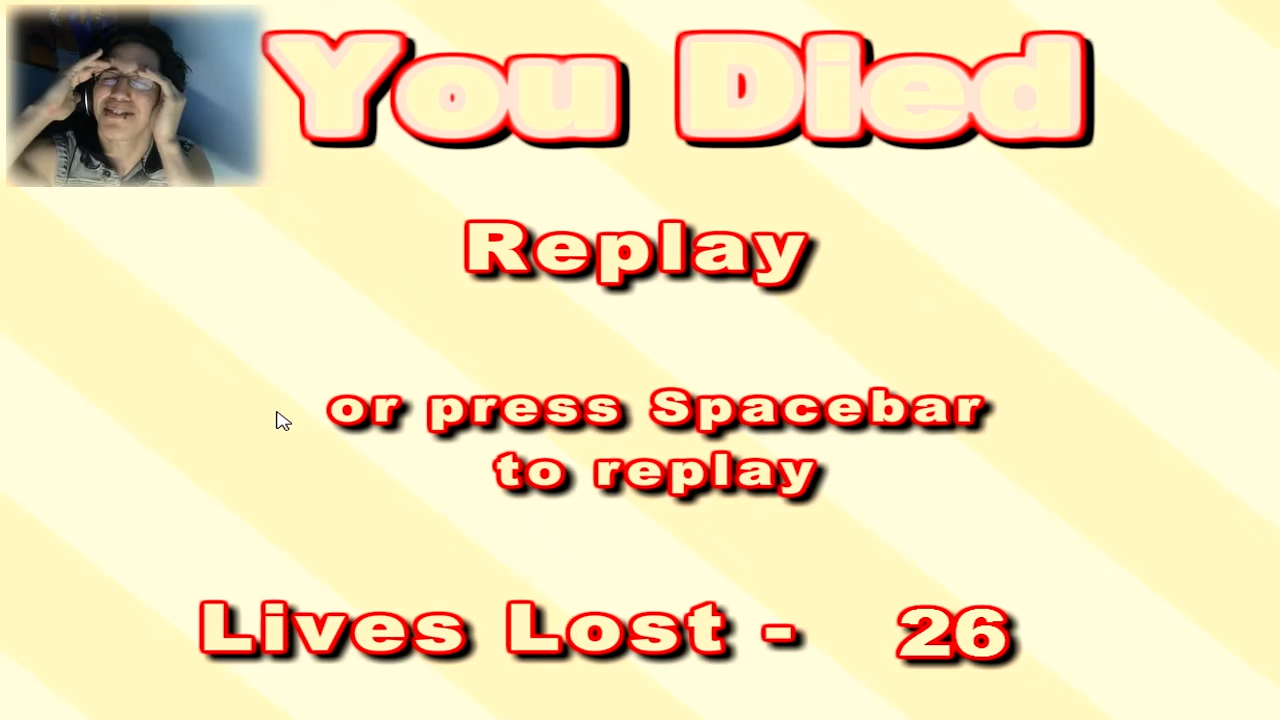 You Died
Replay
or press Spacebar
to replay
Lives Lost - 26